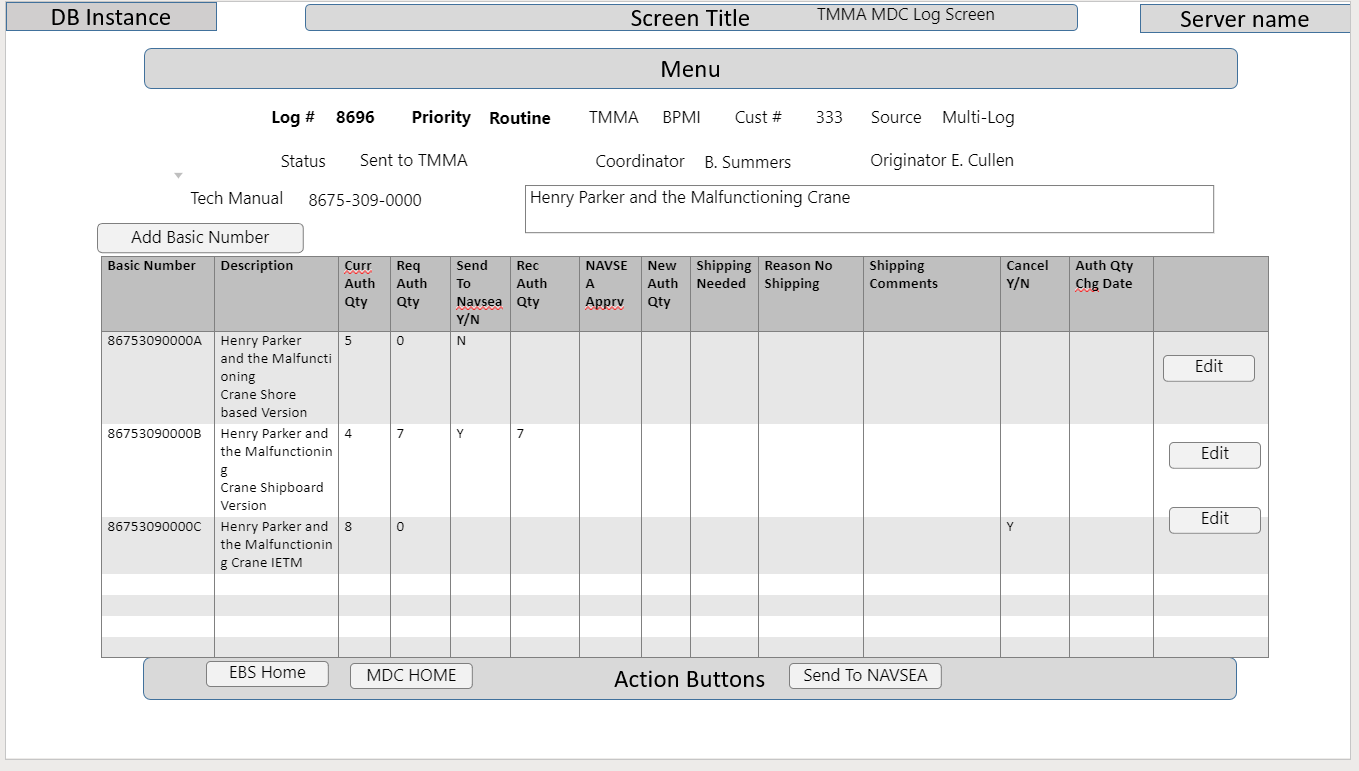 DB Instance
Screen Title TMMA MDC Log Screen
Server name
Menu
Log # 8696 Priority Routine TMMA BPMI Cust # 333 Source Multi-Log
Status Sent to TMMA Coordinator B. Summers Originator E. Cullen
Tech Manual 8675-309-0000 Henry Parker and the Malfunctioning Crane
Add Basic Number
Basic Number
Description
Curr
Auth
Qty
Req
Auth
Qty
Send
To
Navsea
Y/N
Rec
Auth
Qty
NAVSE
A
Apprv
New
Auth
Qty
Shipping
Needed
Reason No
Shipping
Shipping
Comments
Cancel
Y/N
Auth Qty
Chg Date
86753090000A
Henry Parker
and the Malfuncti
oning
Crane Shore
based Version
5
0
N
Edit
86753090000B
Henry Parker and
the Malfunctionin
g
Crane Shipboard
Version
4
7
Y
7
Edit
86753090000C
Henry Parker and
the Malfunctionin
g Crane IETM
8
0
Y
Edit
EBS Home
MDC HOME
Action Buttons
Send To NAVSEA